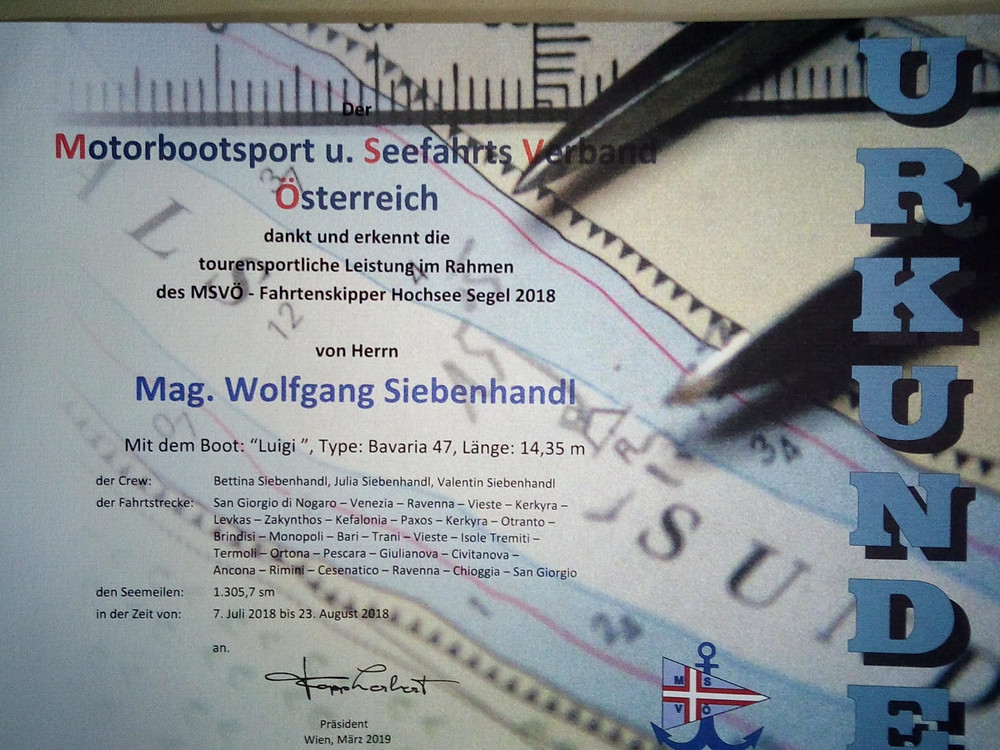 Der
Motorbootsport u. Seefahrts Verband
Österreich
dankt und erkennt die
tourensportliche Leistung im Rahmen
des MSVÖ - Fahrtenskipper Hochsee Segel 2018
von Herrn
Mag. Wolfgang Siebenhandl
Mit dem Boot: “Luigi ”, Type: Bavaria 47, Länge: 14,35 m
der Crew: Bettina Siebenhandl, Julia Siebenhandl, Valentin Siebenhandl
der Fahrtstrecke: San Giorgio di Nogaro – Venezia – Ravenna – Vieste – Kerkyra –
Levkas – Zakynthos – Kefalonia – Paxos – Kerkyra – Otranto –
Brindisi – Monopoli – Bari – Trani – Vieste – Isole Tremiti –
Termoli – Ortona – Pescara – Giulianova – Civitanova –
Ancona – Rimini – Cesenatico – Ravenna – Chioggia – San Giorgio
den Seemeilen: 1.305,7 sm
in der Zeit von: 7. Juli 2018 bis 23. August 2018
an.
Präsident
Wien, März 2019
URKUNDE
M S
V Ö
A L S
12
34
S U